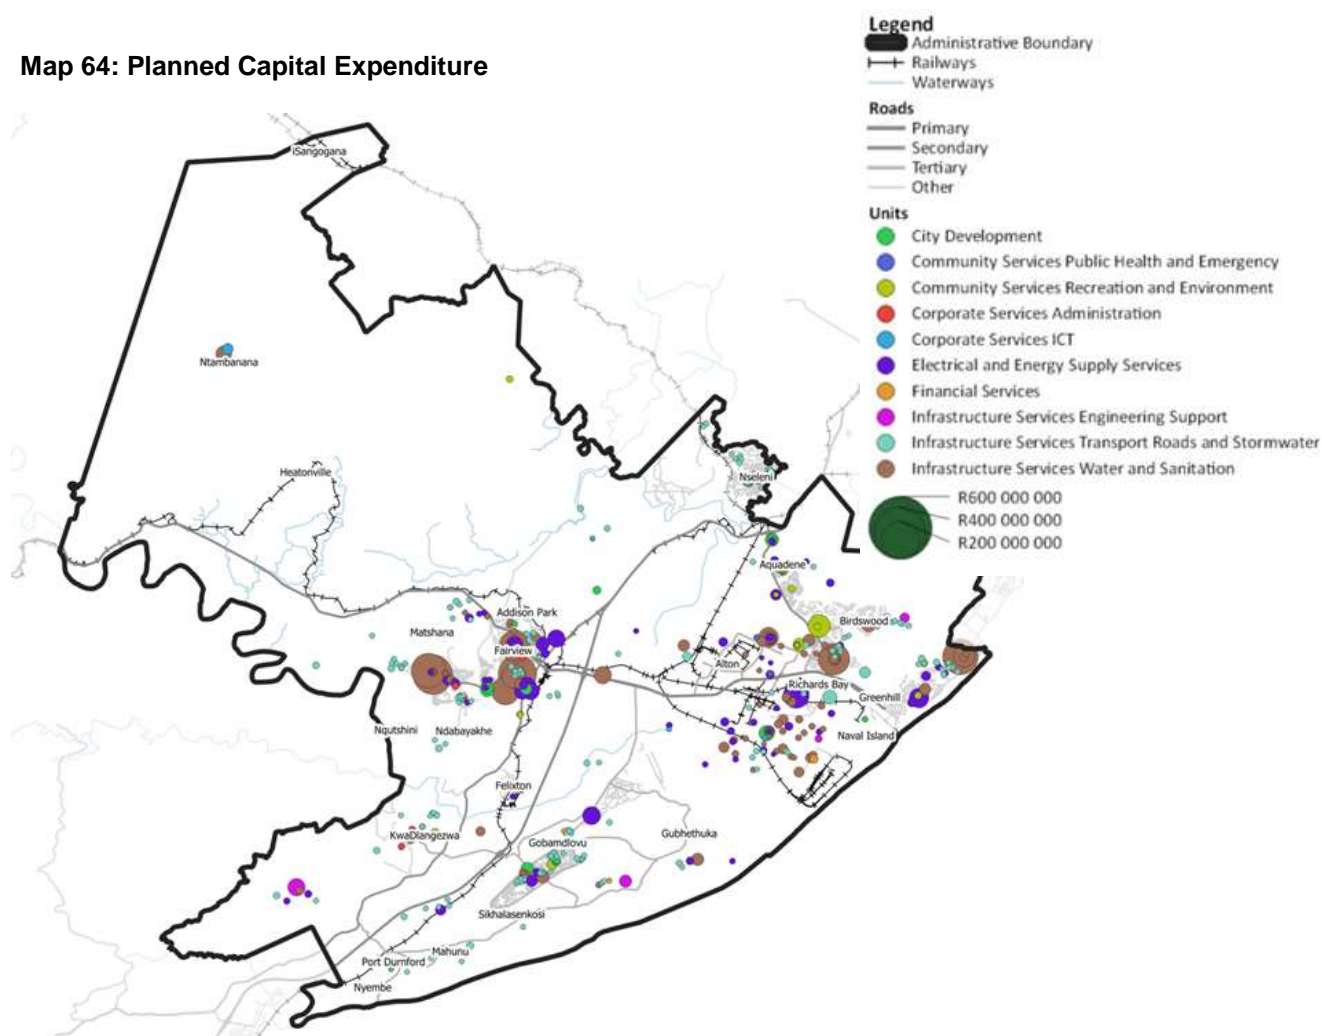 Map 64: Planned Capital Expenditure
Legend
Administrative Boundary
Railways
Waterways
Roads
Primary
Secondary
Tertiary
Other
Units
City Development
Community Services Public Health and Emergency
Community Services Recreation and Environment
Corporate Services Administration
Corporate Services ICT
Electrical and Energy Supply Services
Financial Services
Infrastructure Services Engineering Support
Infrastructure Services Transport Roads and Stormwater
Infrastructure Services Water and Sanitation
R600 000 000
R400 000 000
R200 000 000
iSangogana
Ntambanana
Heatonville
Nseleni
Aquadene
Addison Park
Birdswood
Matshana
Fairview
Alton
Richards Bay
Greenhill
Nqutshini
Ndabayakhe
Naval Island
Felixton
KwaDlangezwa
Gubhethuka
Gobamdlovu
Sikhalasenkosi
Mahunu
Port Durnford
Nyembe